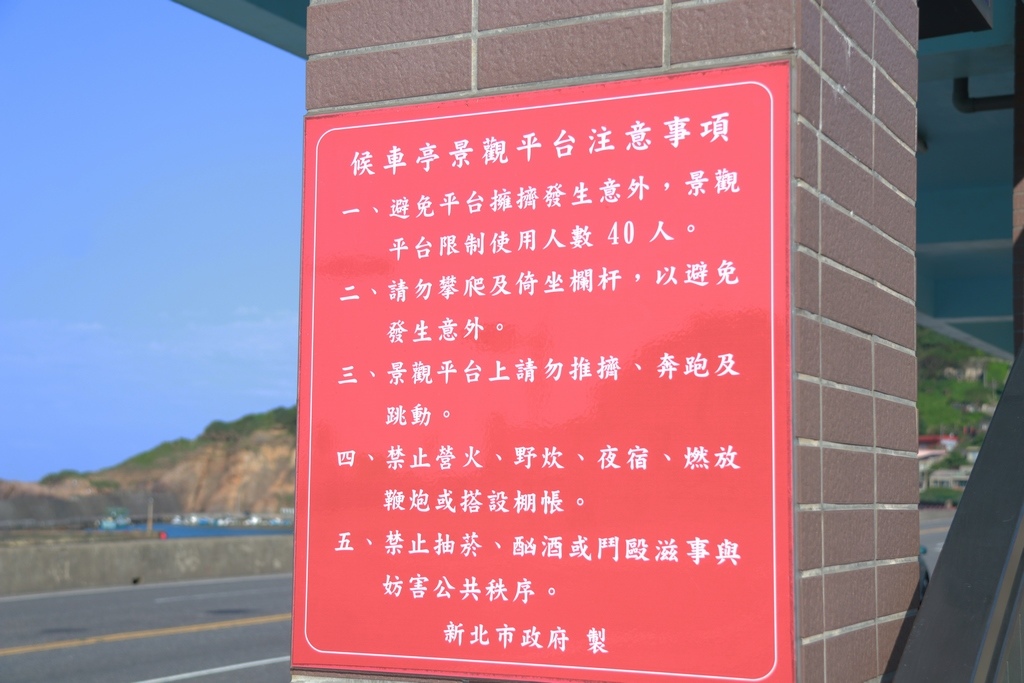 候車亭景觀平台注意事項
一、避免平台擁擠發生意外，景觀
平台限制使用人數 40 人。
二、請勿攀爬及倚坐欄杆，以避免
發生意外。
三、景觀平台上請勿推擠、奔跑及
跳動。
四、禁止營火、野炊、夜宿、燃放
鞭炮或搭設棚帳。
五、禁止抽菸、酗酒或鬥毆滋事與
妨害公共秩序。
新北市政府 製